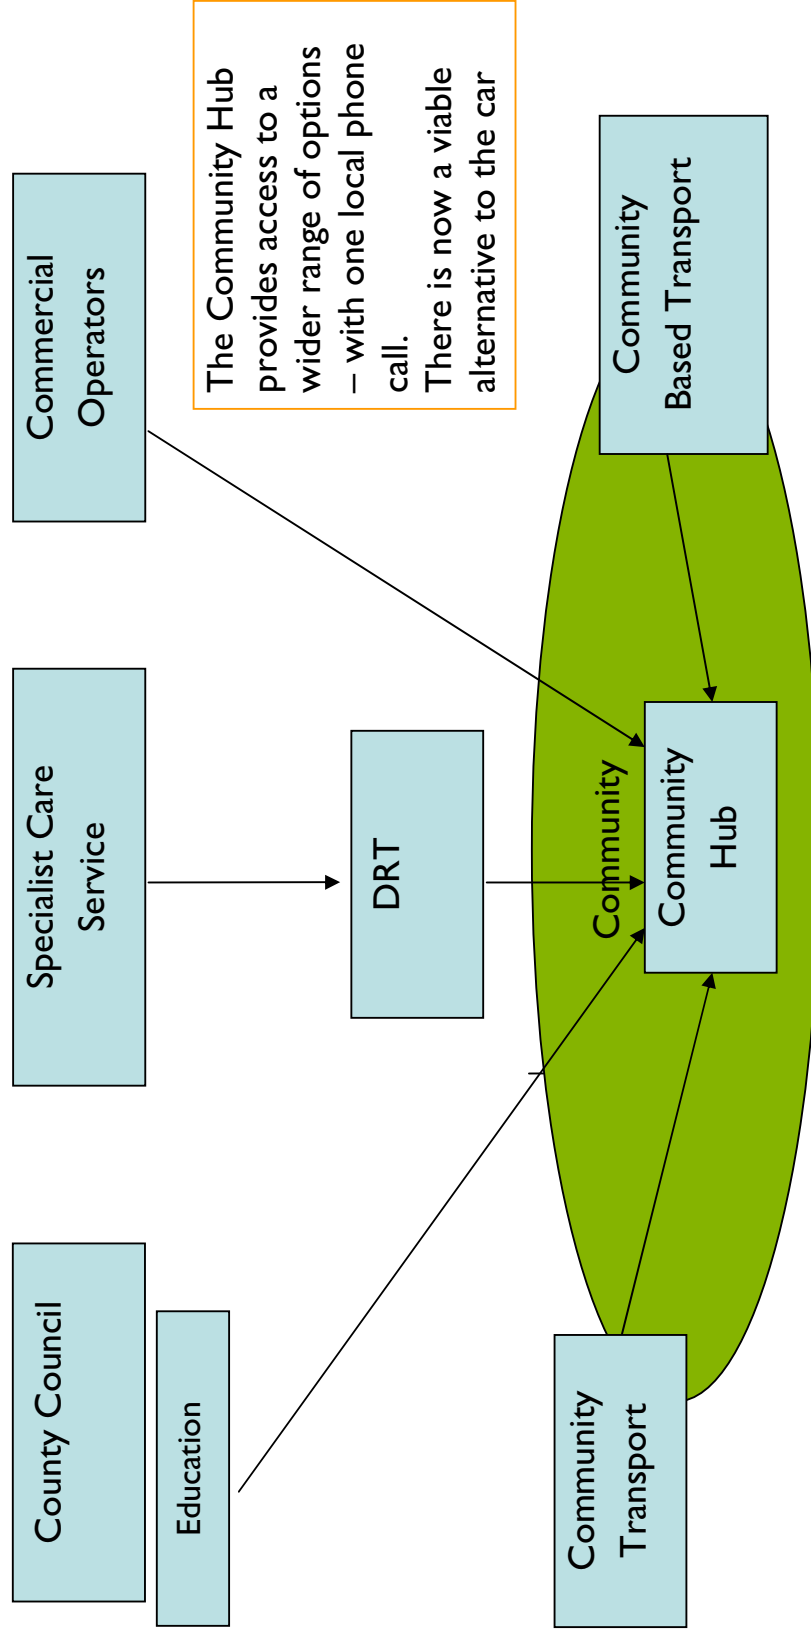 County Council
Education
Specialist Care
Service
Commercial
Operators
The Community Hub
provides access to a
wider range of options
– with one local phone
call.
There is now a viable
alternative to the car
DRT
Community
Community
Hub
Community
Transport
Community
Based Transport